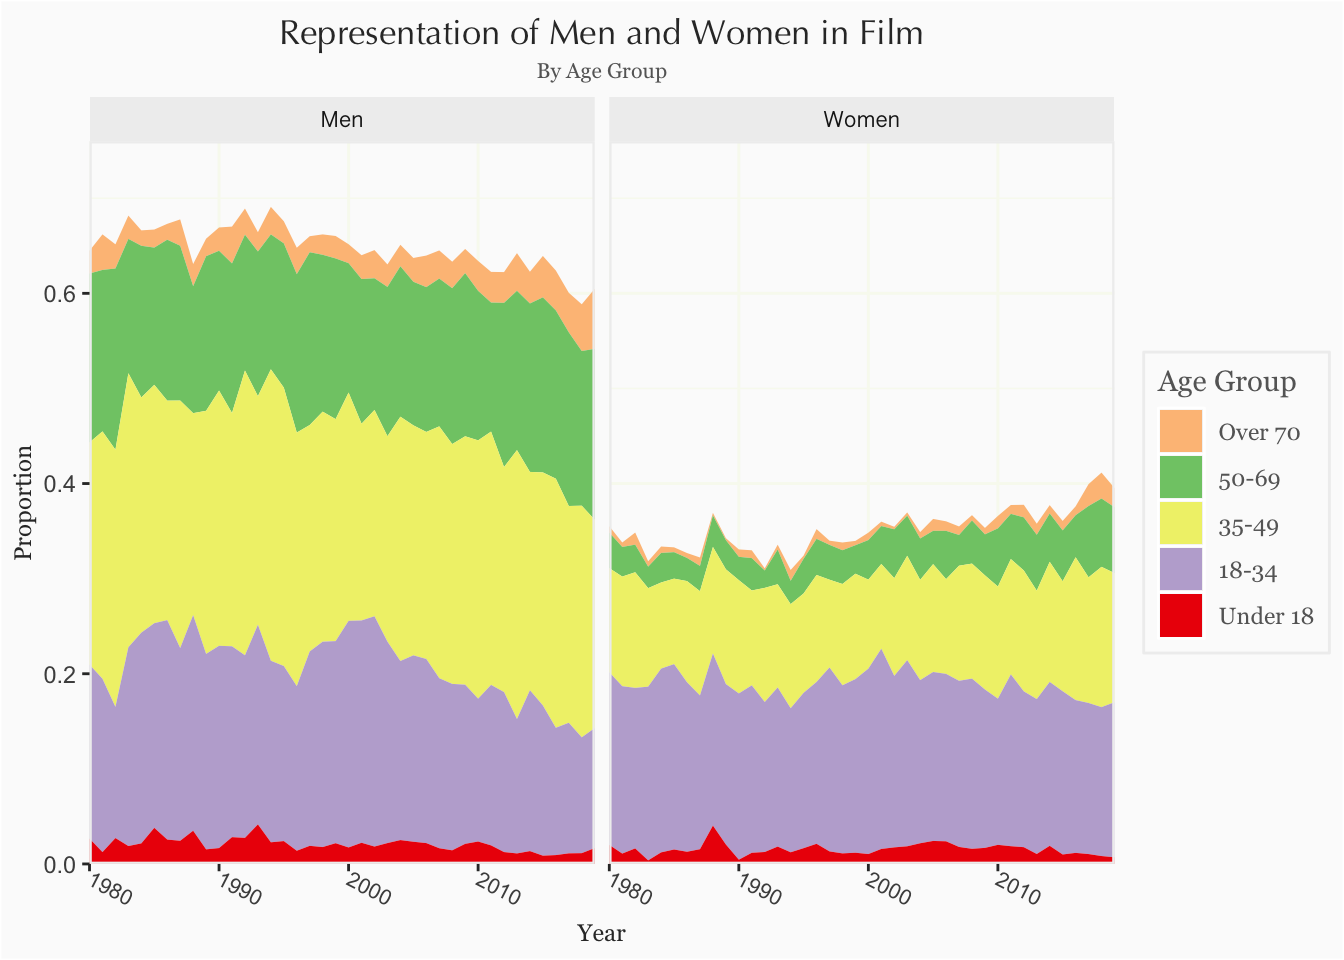 Representation of Men and Women in Film
By Age Group
Men
Women
Proportion
0.6
0.4
0.2
0.0
1980
1990
2000
2010
1980
1990
2000
2010
Year
Age Group
Over 70
50-69
35-49
18-34
Under 18